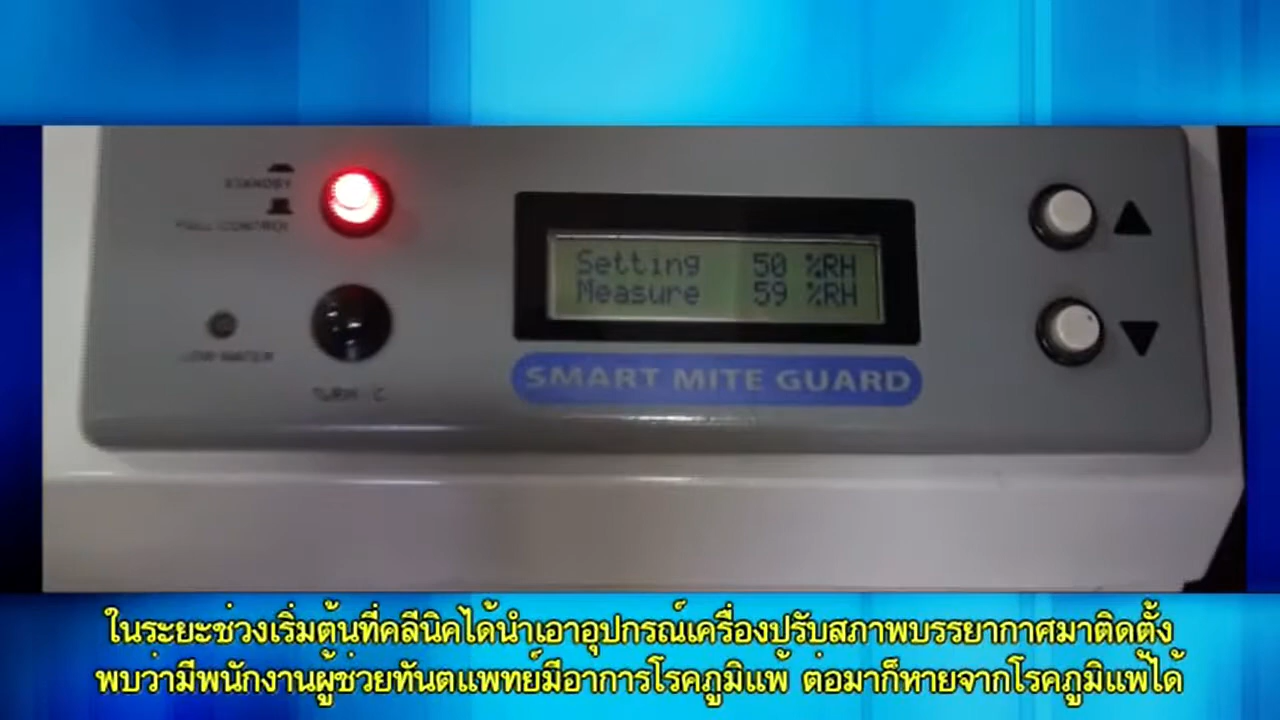 STANDBY
FULL CONTROL
Setting 50 %RH
Measure 59 %RH
LOW WATER
SMART MITE GUARD
ในระยะช่วงเริ่มต้นที่คลีนิคได้นำเอาอุปกรณ์เครื่องปรับสภาพบรรยากาศมาติดตั้ง
พบว่ามีพนักงานผู้ช่วยทันตแพทย์มีอาการโรคภูมิแพ้ ต่อมาก็หายจากโรคภูมิแพ้ได้